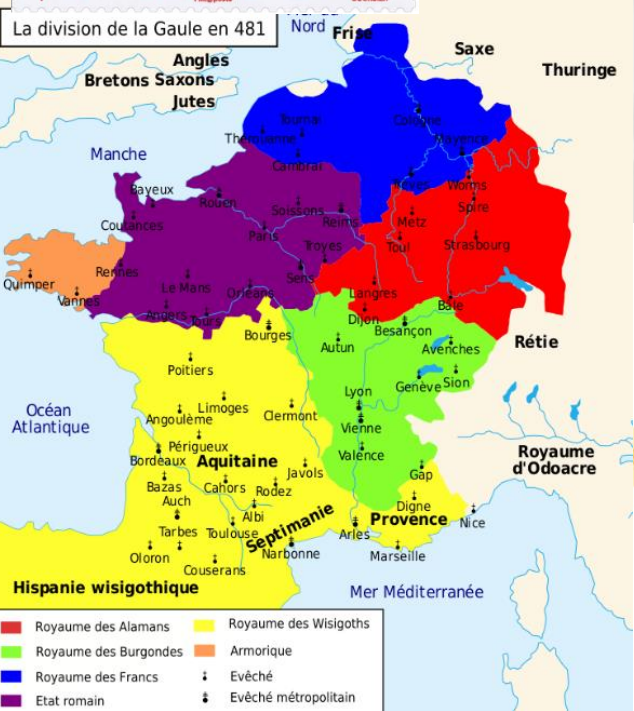 La division de la Gaule en 481
Nord
Frise
Saxe
Thuringe
Angles
Bretons Saxons
Jutes
Manche
Tournai
Thérouenne
Cambrai
Cologne
Mayence
Trèves
Worms
Spire
Bayeux
Rouen
Soissons
Reims
Metz
Coutances
Paris
Troyes
Toul
Strasbourg
Quimper
Rennes
Le Mans
Sens
Vannes
Orléans
Langres
Bâle
Angers
Tours
Dijon
Bourges
Besançon
Rétie
Autun
Avenches
Poitiers
Genève
Sion
Océan
Atlantique
Limoges
Lyon
Angoulême
Clermont
Vienne
Périgueux
Bordeaux
Aquitaine
Valence
Royaume
d'Odoacre
Bazas
Cahors
Rodez
Javols
Gap
Auch
Albi
Digne
Tarbes
Toulouse
Septimanie
Arles
Provence
Nice
Oloron
Couserans
Narbonne
Marseille
Hispanie wisigothique
Mer Méditerranée
Royaume des Alamans
Royaume des Burgondes
Royaume des Francs
Etat romain
Royaume des Wisigoths
Armorique
Evêché
Evêché métropolitain